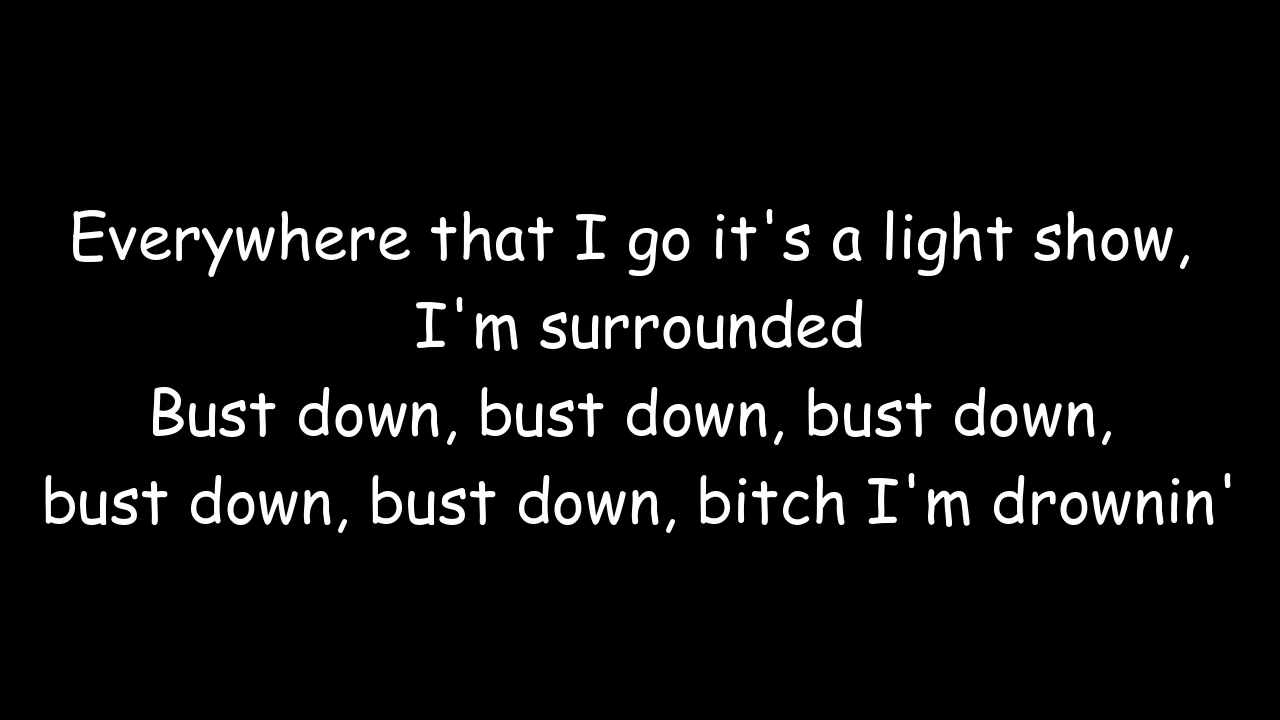 Everywhere that I go it's a light show,
I'm surrounded
Bust down, bust down, bust down,
bust down, bust down, bitch I'm drownin'